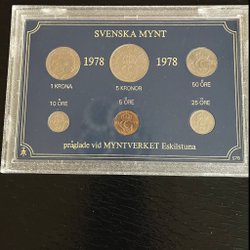 SVENSKA MYNT
1978 1978
1 KRONA 5 KRONOR 50 ÖRE
10 ÖRE 5 ÖRE 25 ÖRE
präglade vid MYNTVERKET Eskilstuna